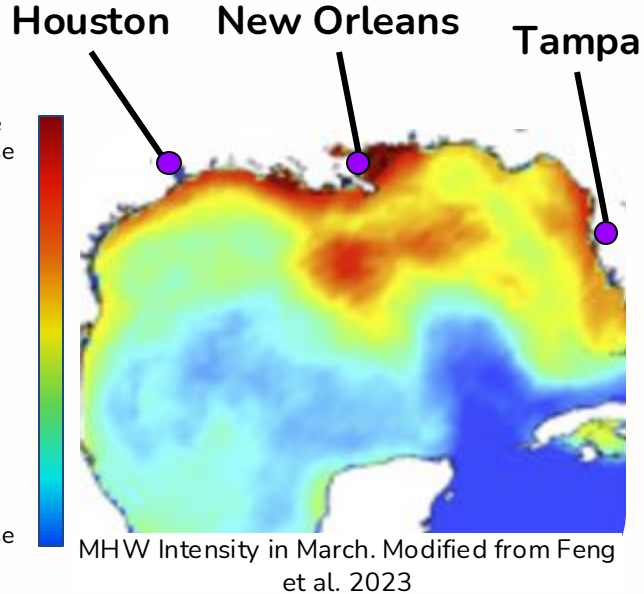 Houston New Orleans
Tampa
MHW Intensity in March. Modified from Feng
et al. 2023